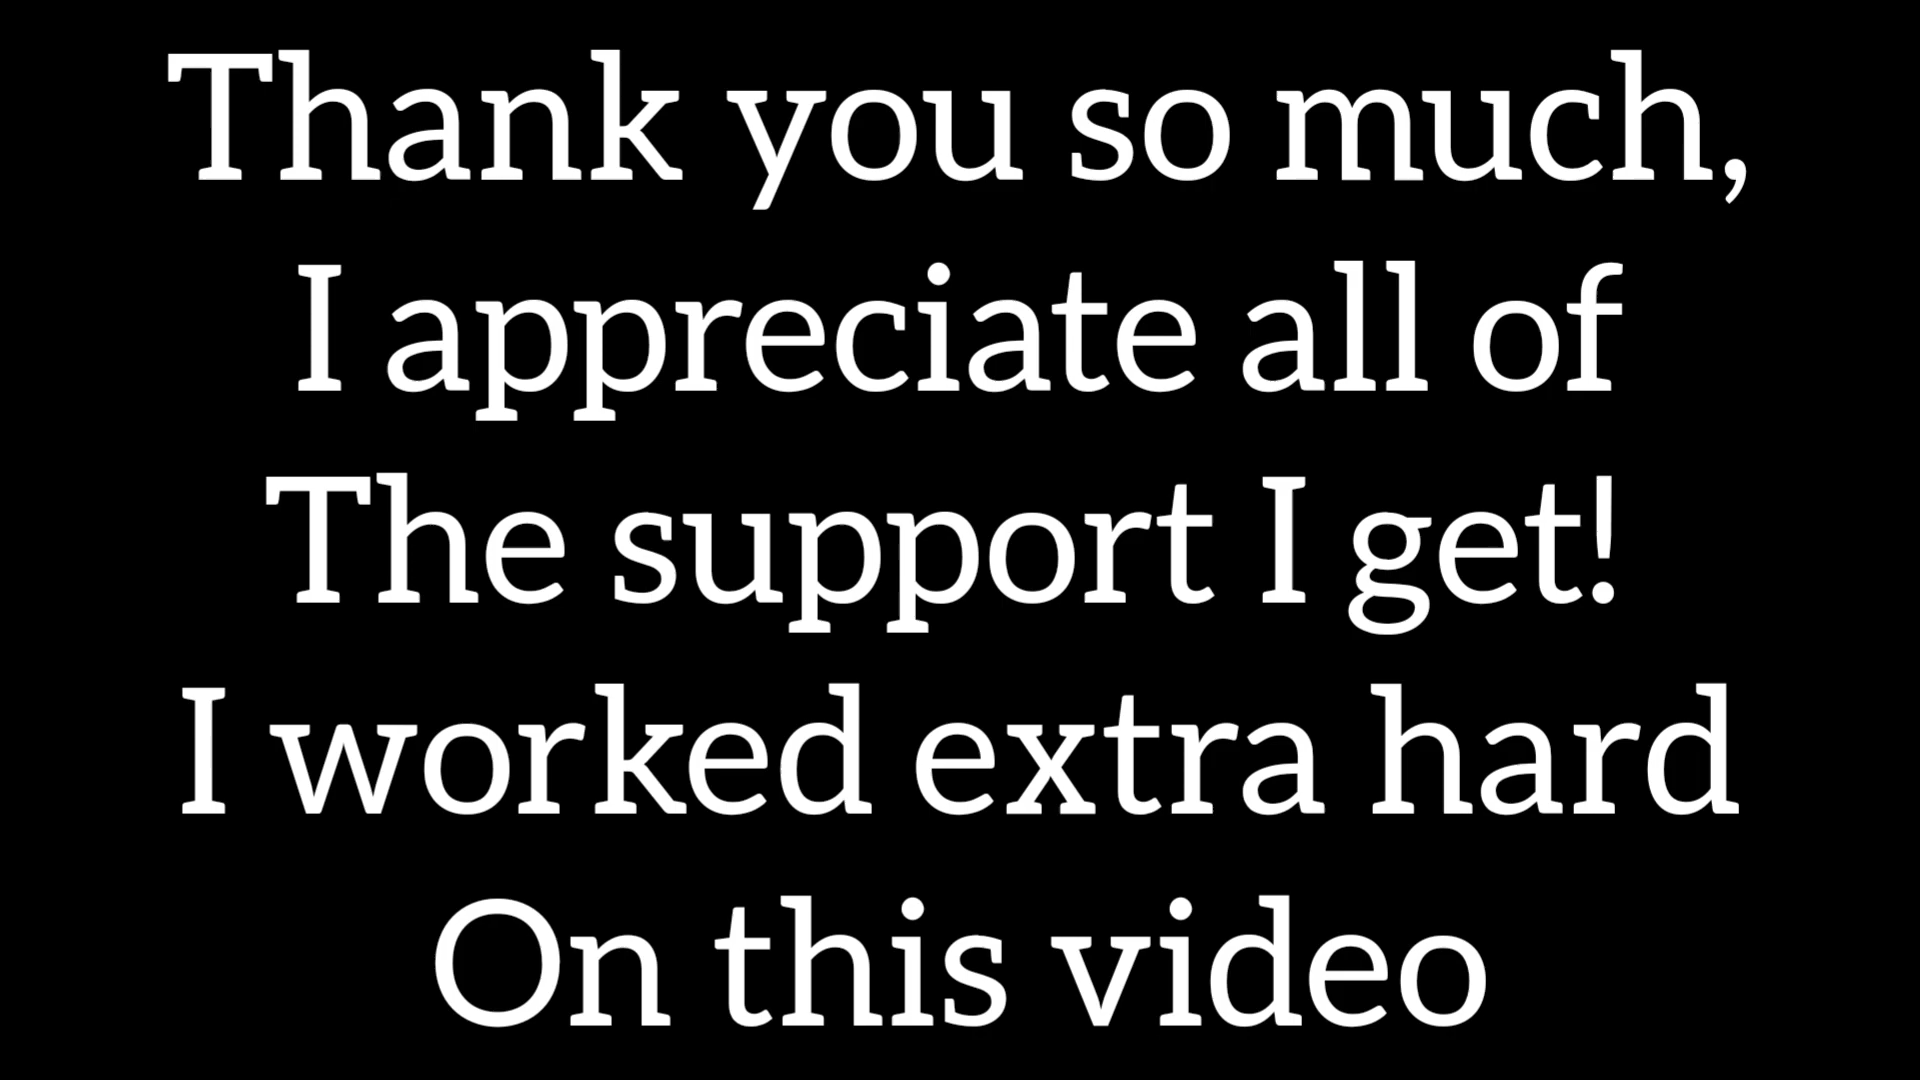 Thank you so much,
I appreciate all of
The support I get!
I worked extra hard
On this video